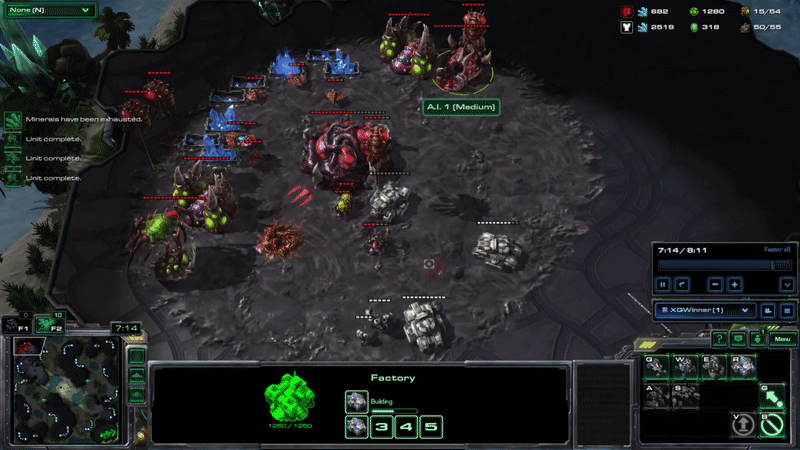 None (N)
682 1280 15/54
2519 318 50/55
A.I. 1 (Medium)
Minerals have been exhausted.
Unit complete.
Unit complete.
Unit complete.
7:14 / 8:11 Faster x8
XGWinner (1)
0 10
F1 F2
7:14
1
? Menu
Factory
Building
1250 / 1250
3 4 5
Q W E R
A S
V